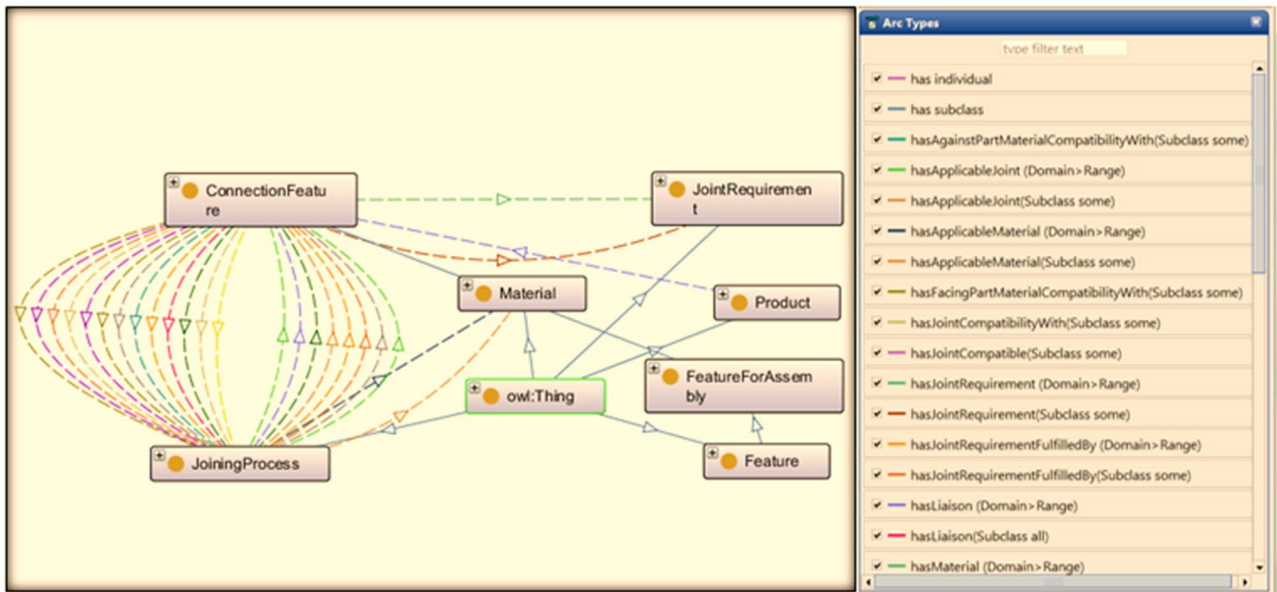 ConnectionFeatu
re
JointRequiremen
t
Material
Product
FeatureForAssem
bly
owl:Thing
Feature
JoiningProcess
Arc Types
type filter text
has individual
has subclass
hasAgainstPartMaterialCompatibilityWith(Subclass some)
hasApplicableJoint (Domain>Range)
hasApplicableJoint(Subclass some)
hasApplicableMaterial (Domain>Range)
hasApplicableMaterial(Subclass some)
hasFacingPartMaterialCompatibilityWith(Subclass some)
hasJointCompatibilityWith(Subclass some)
hasJointCompatible(Subclass some)
hasJointRequirement (Domain>Range)
hasJointRequirement(Subclass some)
hasJointRequirementFulfilledBy (Domain>Range)
hasJointRequirementFulfilledBy(Subclass some)
hasLiaison (Domain>Range)
hasLiaison(Subclass all)
hasMaterial (Domain>Range)